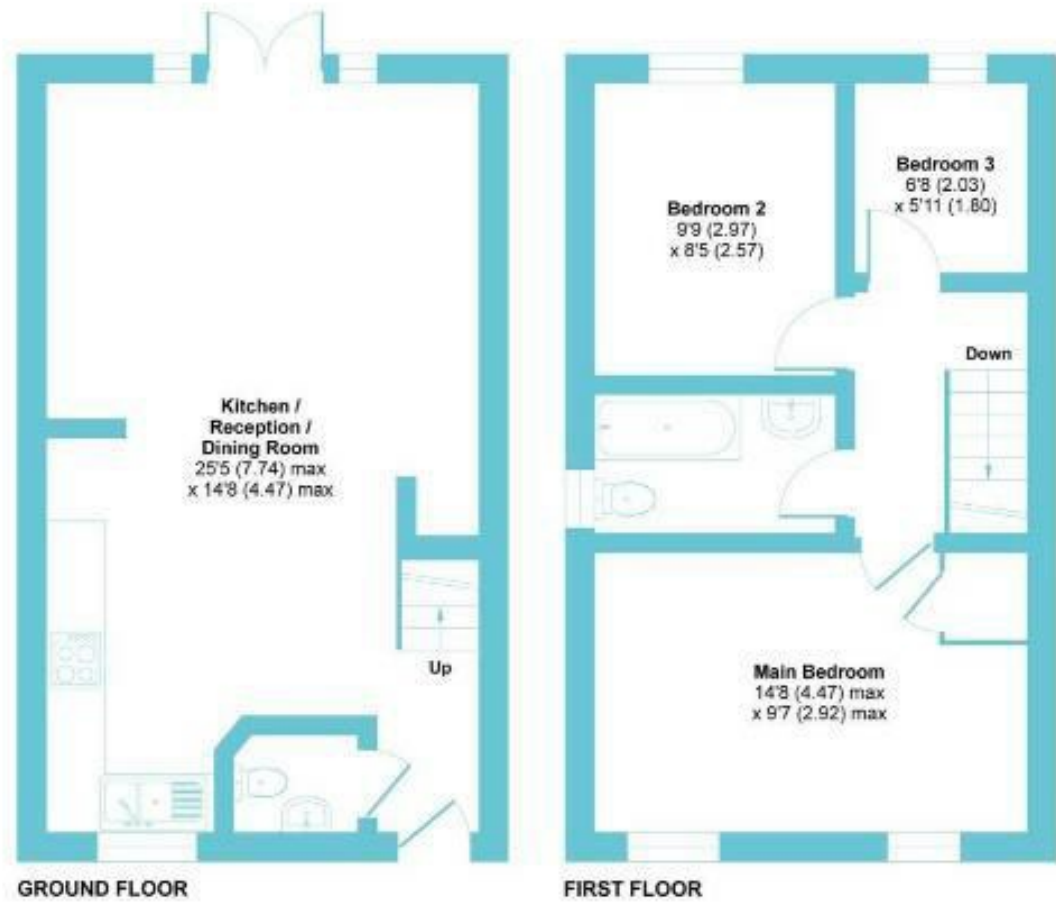 Kitchen /
Reception /
Dining Room
25'5 (7.74) max
x 14'8 (4.47) max
Up
GROUND FLOOR
Bedroom 2
9'9 (2.97)
x 8'5 (2.57)
Bedroom 3
6'8 (2.03)
x 5'11 (1.80)
Down
Main Bedroom
14'8 (4.47) max
x 9'7 (2.92) max
FIRST FLOOR